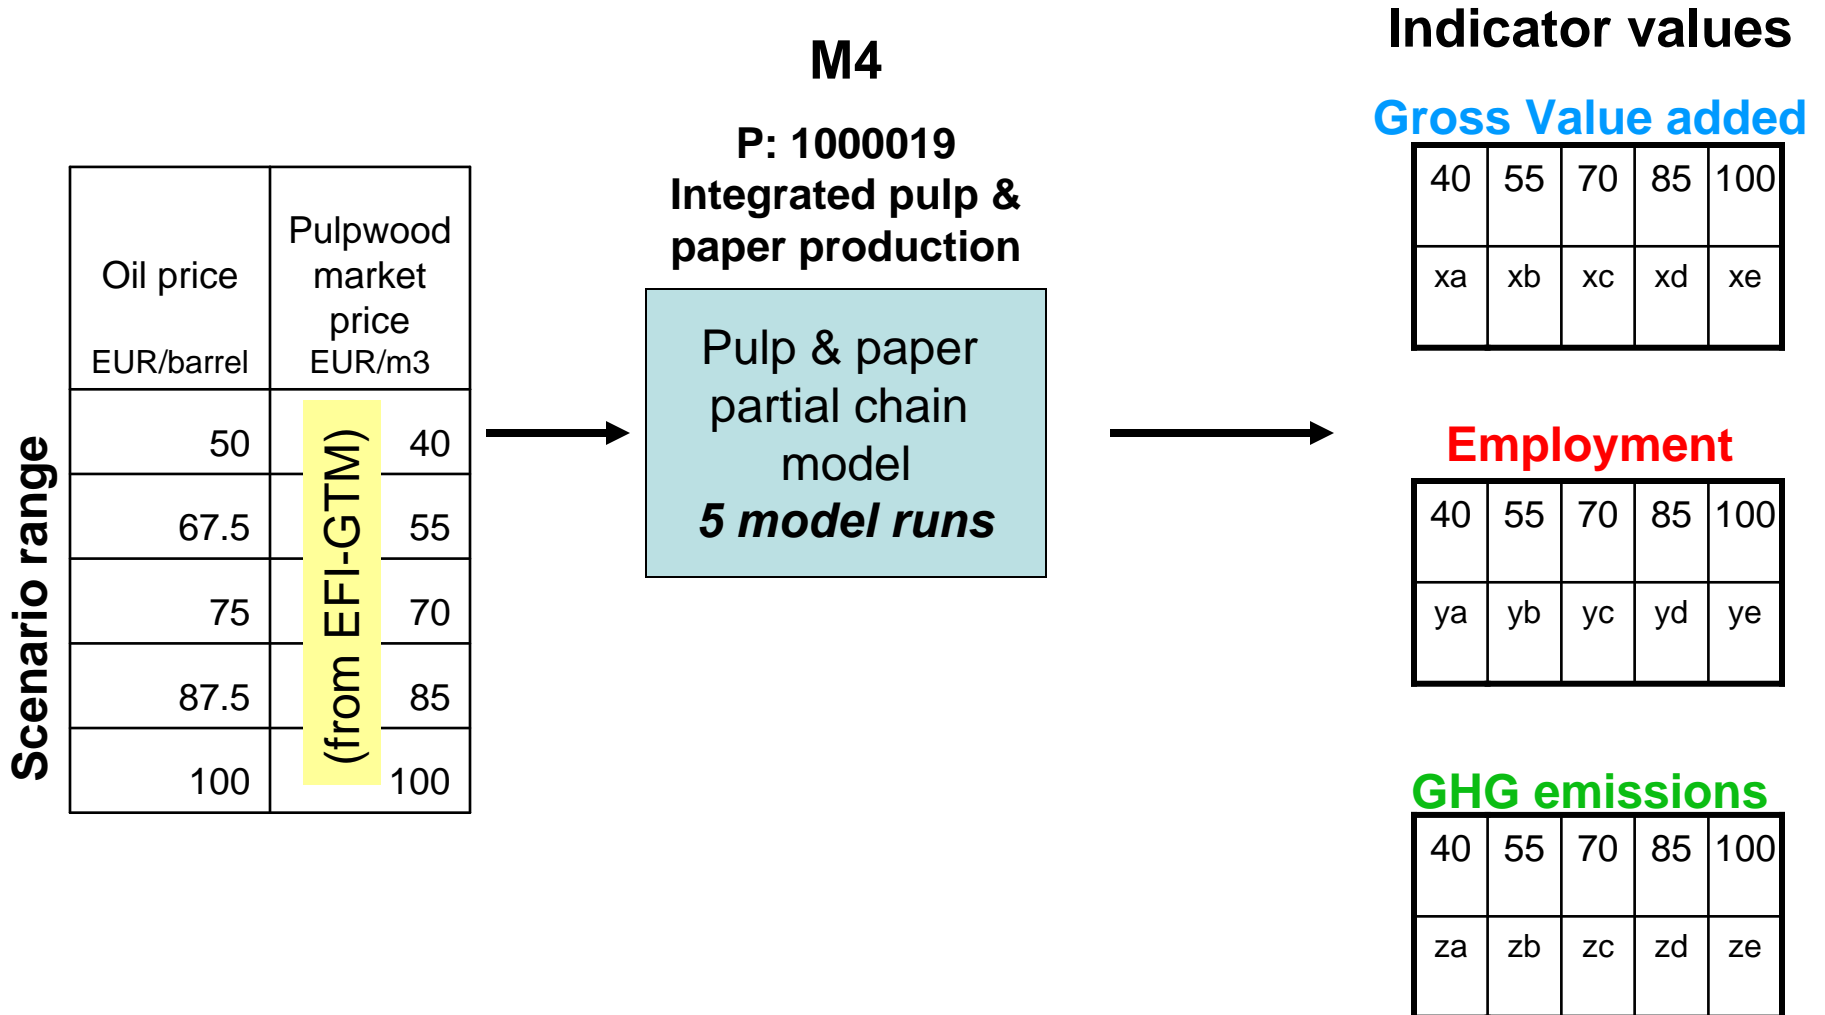 Scenario range
Oil price
EUR/barrel
Pulpwood
market
price
EUR/m3
50
40
67.5
55
75
70
87.5
85
100
100
(from EFI-GTM)
M4
P: 1000019
Integrated pulp &
paper production
Pulp & paper
partial chain
model
5 model runs
Indicator values
Gross Value added
40 55 70 85 100
xa xb xc xd xe
Employment
40 55 70 85 100
ya yb yc yd ye
GHG emissions
40 55 70 85 100
za zb zc zd ze